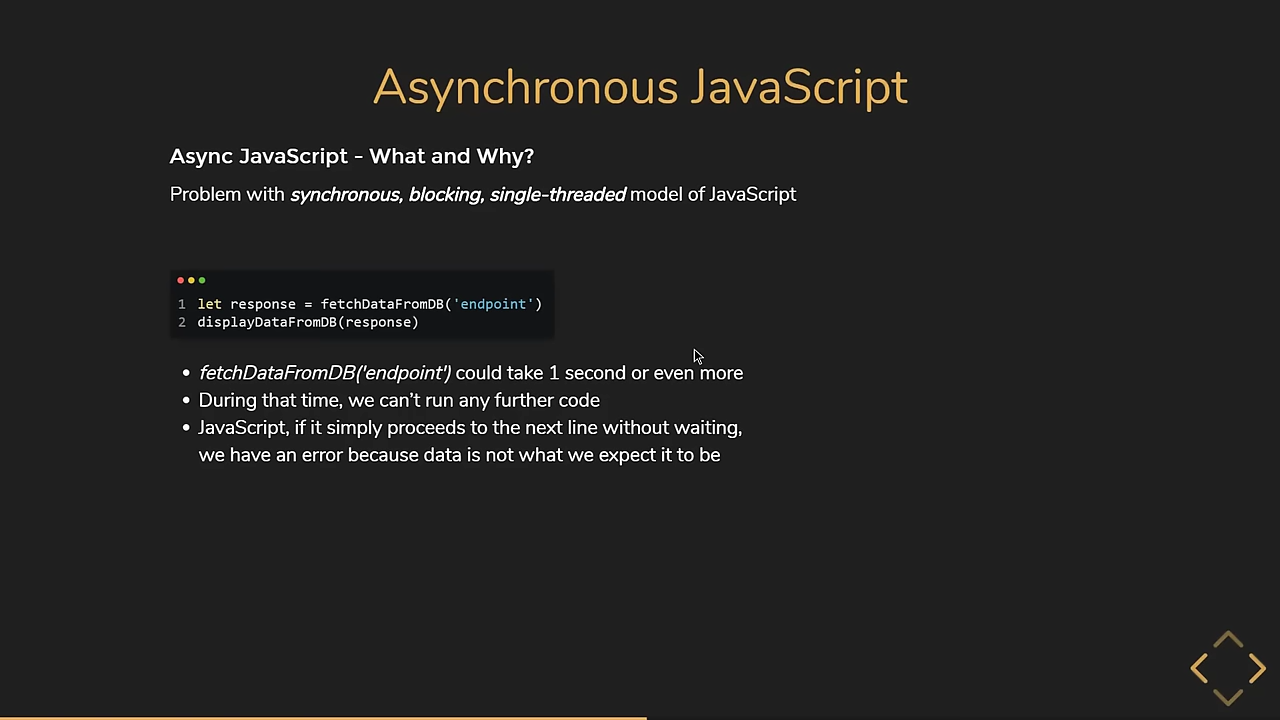 Asynchronous JavaScript
Async JavaScript - What and Why?
Problem with synchronous, blocking, single-threaded model of JavaScript
1 let response = fetchDataFromDB('endpoint')
2 displayDataFromDB(response)
• fetchDataFromDB('endpoint') could take 1 second or even more
• During that time, we can’t run any further code
• JavaScript, if it simply proceeds to the next line without waiting,
we have an error because data is not what we expect it to be